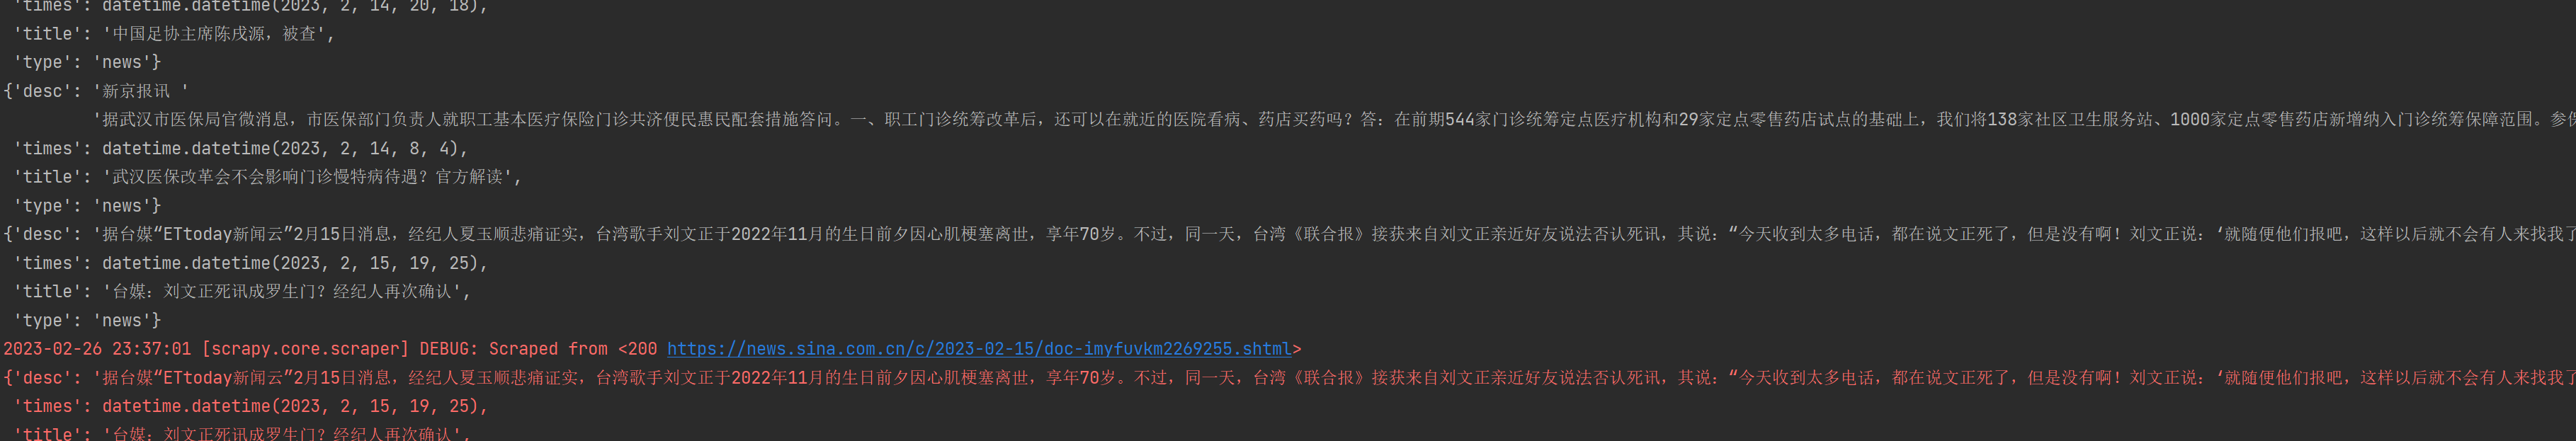 'times': datetime.datetime(2023, 2, 14, 20, 18),
'title': '中国足协主席陈戌源，被查',
'type': 'news'}
{'desc': '新京报讯 '
'据武汉市医保局官微消息，市医保部门负责人就职工基本医疗保险门诊共济便民惠民配套措施答问。一、职工门诊统筹改革后，还可以在就近的医院看病、药店买药吗？答：在前期544家门诊统筹定点医疗机构和29家定点零售药店试点的基础上，我们将138家社区卫生服务站、1000家定点零售药店新增纳入门诊统筹保障范围。参保
'times': datetime.datetime(2023, 2, 14, 8, 4),
'title': '武汉医保改革会不会影响门诊慢特病待遇？官方解读',
'type': 'news'}
{'desc': '据台媒“ETtoday新闻云”2月15日消息，经纪人夏玉顺悲痛证实，台湾歌手刘文正于2022年11月的生日前夕因心肌梗塞离世，享年70岁。不过，同一天，台湾《联合报》接获来自刘文正亲近好友说法否认死讯，其说：“今天收到太多电话，都在说文正死了，但是没有啊！刘文正说：‘就随便他们报吧，这样以后就不会有人来找我了
'times': datetime.datetime(2023, 2, 15, 19, 25),
'title': '台媒：刘文正死讯成罗生门？经纪人再次确认',
'type': 'news'}
2023-02-26 23:37:01 [scrapy.core.scraper] DEBUG: Scraped from <200 https://news.sina.com.cn/c/2023-02-15/doc-imyfuvkm2269255.shtml>
{'desc': '据台媒“ETtoday新闻云”2月15日消息，经纪人夏玉顺悲痛证实，台湾歌手刘文正于2022年11月的生日前夕因心肌梗塞离世，享年70岁。不过，同一天，台湾《联合报》接获来自刘文正亲近好友说法否认死讯，其说：“今天收到太多电话，都在说文正死了，但是没有啊！刘文正说：‘就随便他们报吧，这样以后就不会有人来找我了
'times': datetime.datetime(2023, 2, 15, 19, 25),
'title': '台媒：刘文正死讯成罗生门？经纪人再次确认',